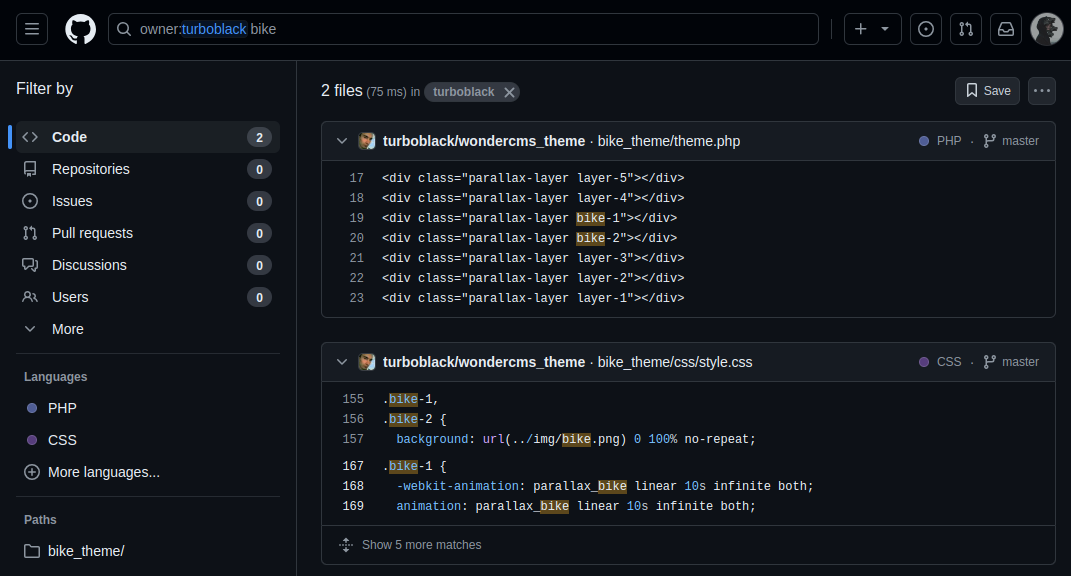 owner:turboblack bike
Filter by
Code 2
Repositories 0
Issues 0
Pull requests 0
Discussions 0
Users 0
More
Languages
PHP
CSS
More languages...
Paths
bike_theme/
2 files (75 ms) in turboblack
Save
turboblack/wondercms_theme · bike_theme/theme.php PHP · master
17 <div class="parallax-layer layer-5"></div>
18 <div class="parallax-layer layer-4"></div>
19 <div class="parallax-layer bike-1"></div>
20 <div class="parallax-layer bike-2"></div>
21 <div class="parallax-layer layer-3"></div>
22 <div class="parallax-layer layer-2"></div>
23 <div class="parallax-layer layer-1"></div>
turboblack/wondercms_theme · bike_theme/css/style.css CSS · master
155 .bike-1,
156 .bike-2 {
157 background: url(../img/bike.png) 0 100% no-repeat;
167 .bike-1 {
168 -webkit-animation: parallax_bike linear 10s infinite both;
169 animation: parallax_bike linear 10s infinite both;
Show 5 more matches